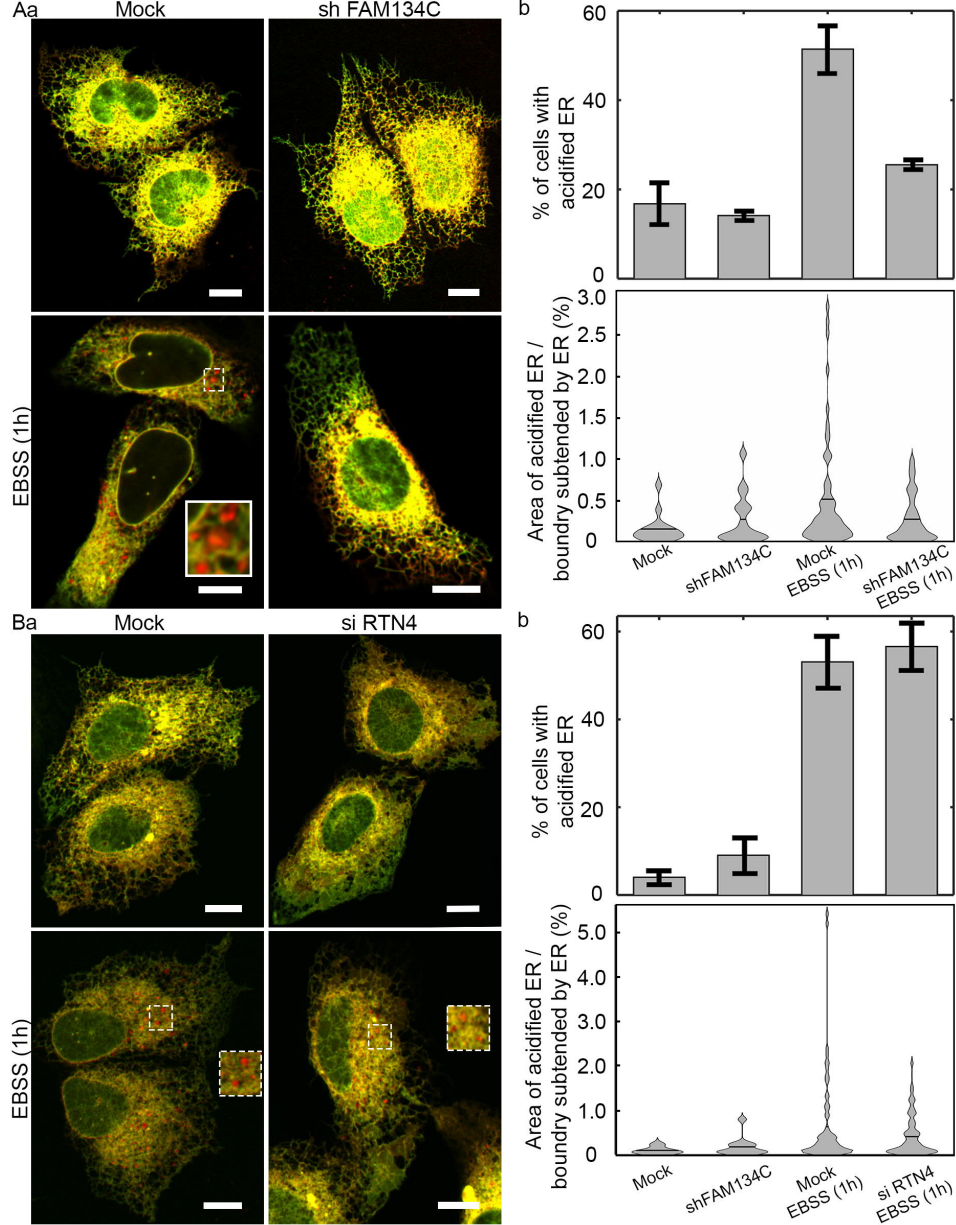 Aa Mock sh FAM134C b
EBSS (1h)
% of cells with
acidified ER
60
40
20
0
Area of acidified ER /
boundry subtended by ER (%)
3.0
2.5
1.5
1.0
0.5
0
Mock
shFAM134C
Mock
EBSS (1h)
shFAM134C
EBSS (1h)
Ba Mock si RTN4 b
EBSS (1h)
% of cells with
acidified ER
60
40
20
0
Area of acidified ER /
boundry subtended by ER (%)
5.0
4.0
3.0
2.0
1.0
0
Mock
shFAM134C
Mock
EBSS (1h)
si RTN4
EBSS (1h)